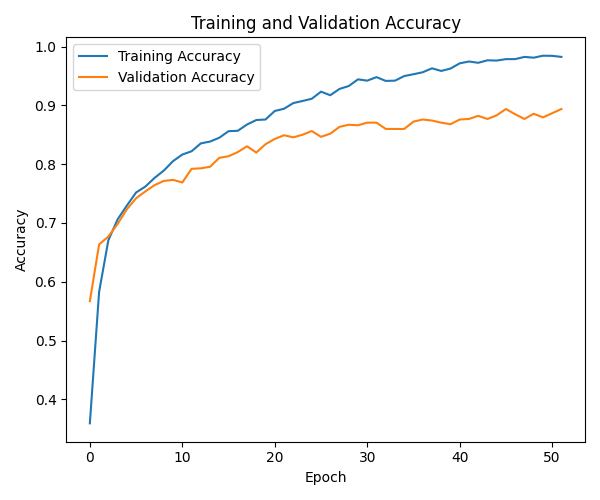 Training and Validation Accuracy
Training Accuracy
Validation Accuracy
1.0
0.9
0.8
0.7
0.6
0.5
0.4
Accuracy
0 10 20 30 40 50
Epoch